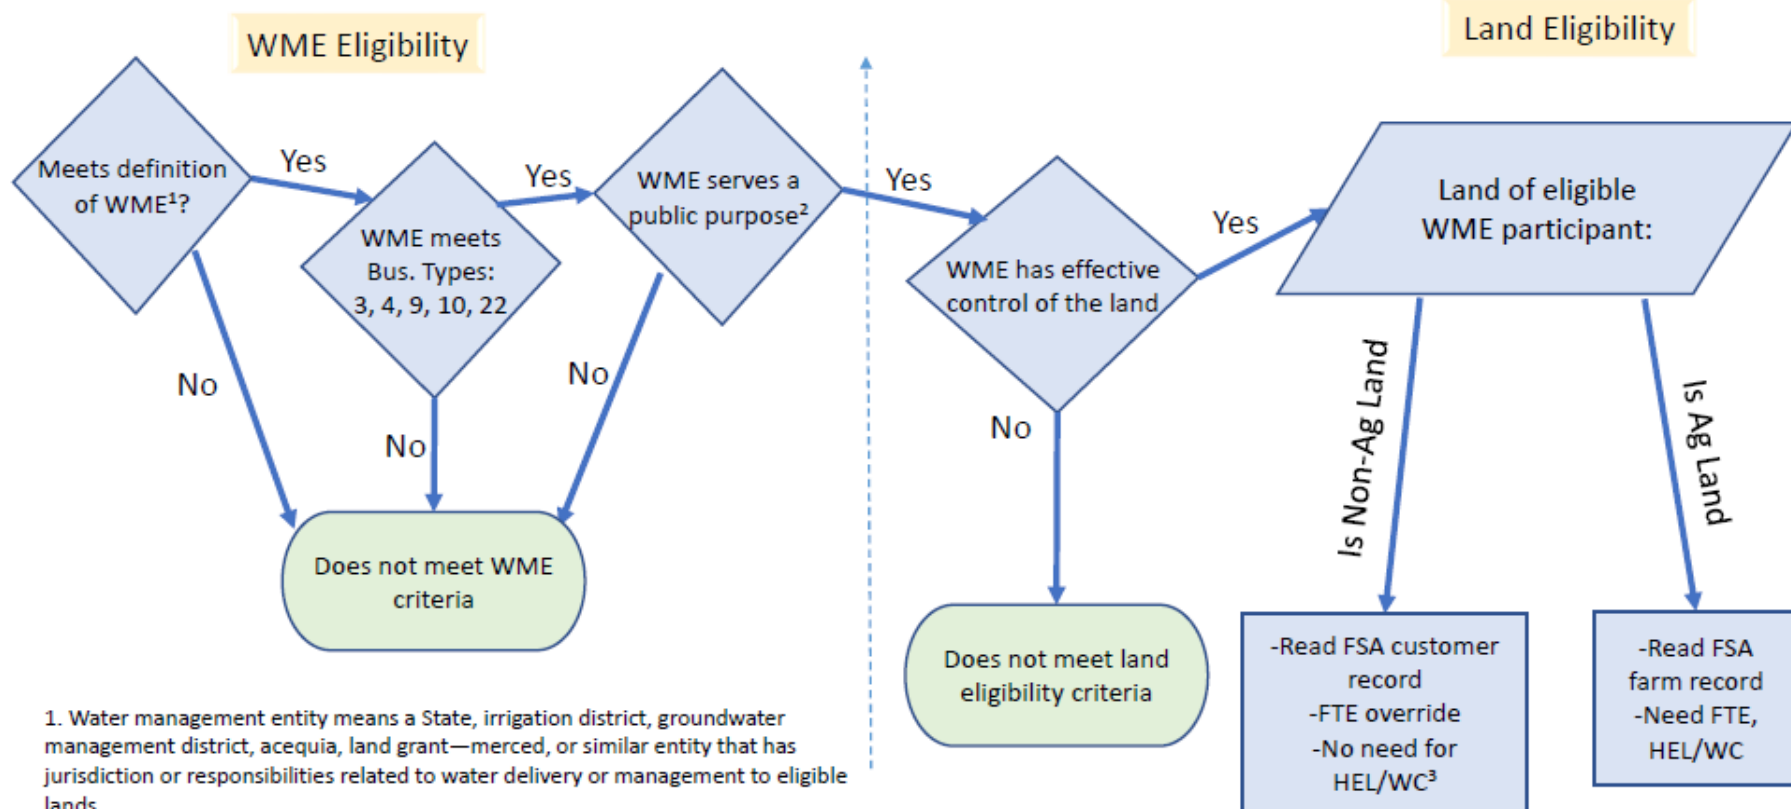 WME Eligibility
Land Eligibility
Meets definition
of WME¹?
Yes
No
WME meets
Bus. Types:
3, 4, 9, 10, 22
Yes
No
WME serves a
public purpose²
Yes
No
Does not meet WME
criteria
WME has effective
control of the land
Yes
No
Does not meet land
eligibility criteria
Land of eligible
WME participant:
Is Non-Ag Land
Is Ag Land
-Read FSA customer
record
-FTE override
-No need for
HEL/WC³
-Read FSA
farm record
-Need FTE,
HEL/WC
1. Water management entity means a State, irrigation district, groundwater
management district, acequia, land grant—merced, or similar entity that has
jurisdiction or responsibilities related to water delivery or management to eligible
lands